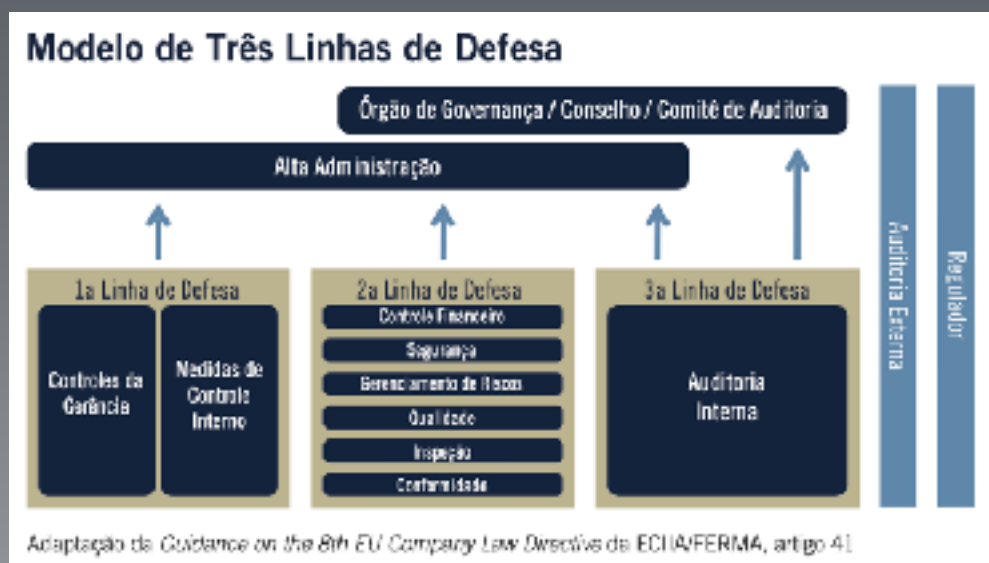 Modelo de Três Linhas de Defesa
Órgão de Governança / Conselho / Comitê de Auditoria
Alta Administração
1a Linha de Defesa
Controles da
Gerência
Medidas de
Controle
Interno
2a Linha de Defesa
Controle Financeiro
Segurança
Gerenciamento de Riscos
Qualidade
Inspeção
Conformidade
3a Linha de Defesa
Auditoria
Interna
Auditoria Externa
Regulador
Adaptação da Guidance on the 8th EU Company Law Directive da ECIIA/FERMA, artigo 41